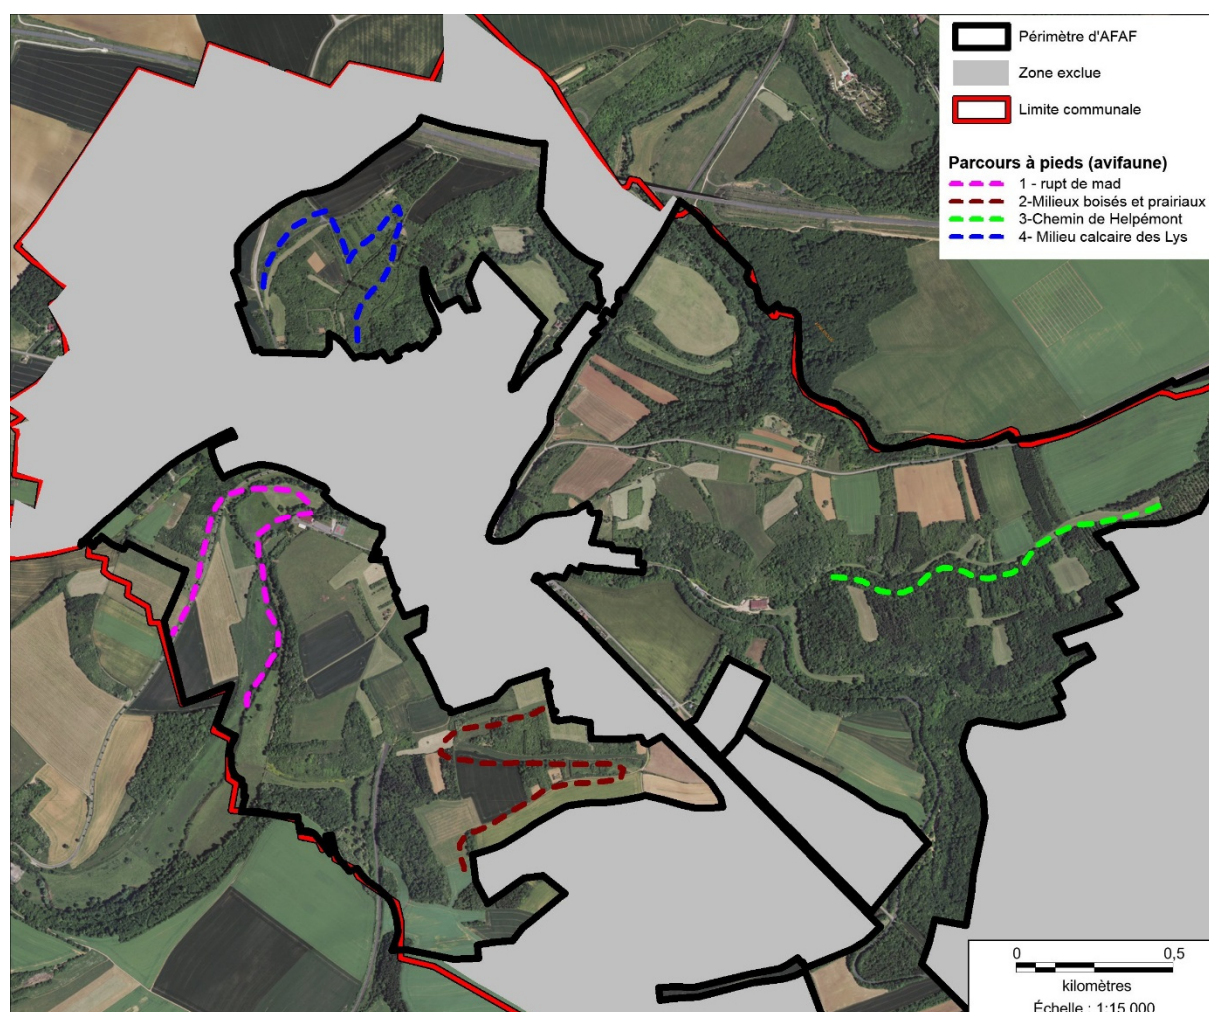 Périmètre d'AFAF
Zone exclue
Limite communale
Parcours à pieds (avifaune)
1 - rupt de mad
2-Milieux boisés et prairiaux
3-Chemin de Helpémont
4- Milieu calcaire des Lys
0 0,5
kilomètres
Échelle : 1:15 000